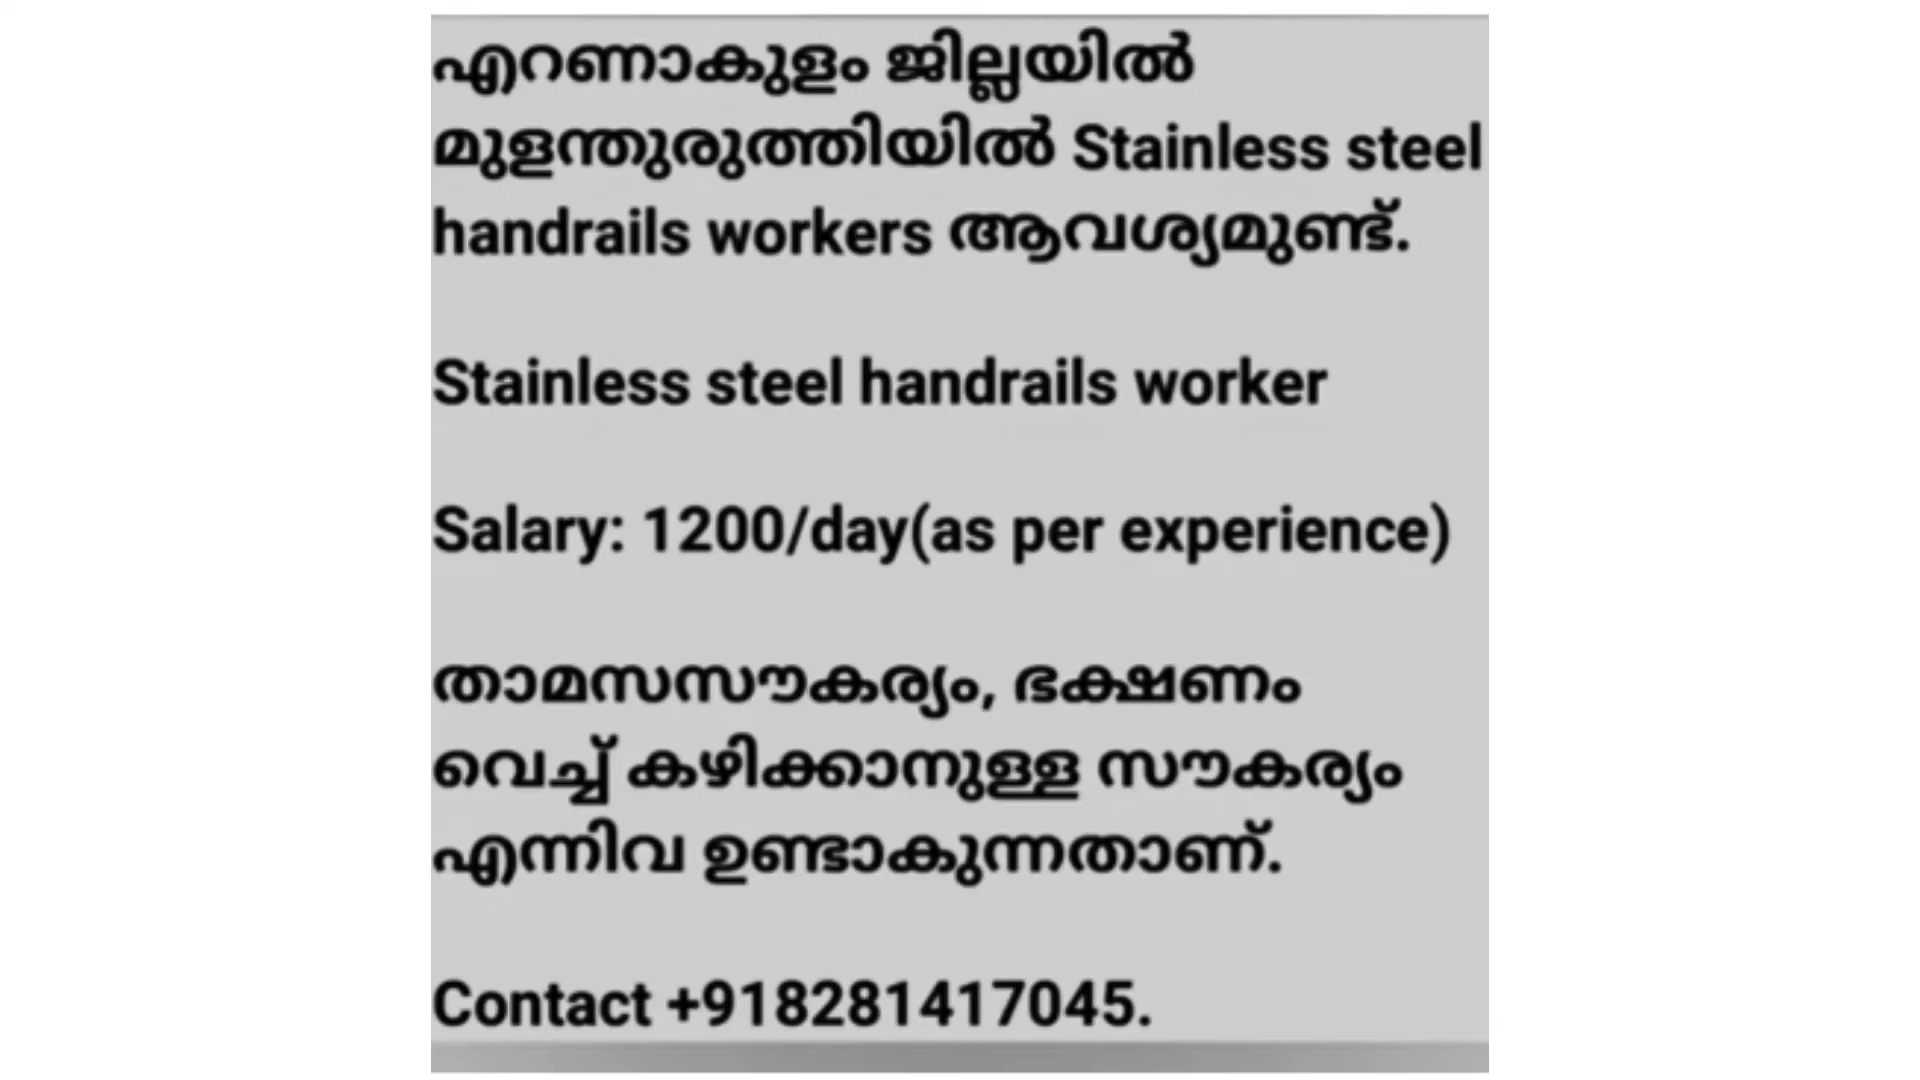 എറണാകുളം ജില്ലയിൽ
മുളന്തുരുത്തിയിൽ Stainless steel
handrails workers ആവശ്യമുണ്ട്.
Stainless steel handrails worker
Salary: 1200/day(as per experience)
താമസസൗകര്യം, ഭക്ഷണം
വെച്ച് കഴിക്കാനുള്ള സൗകര്യം
എന്നിവ ഉണ്ടാകുന്നതാണ്.
Contact +918281417045.